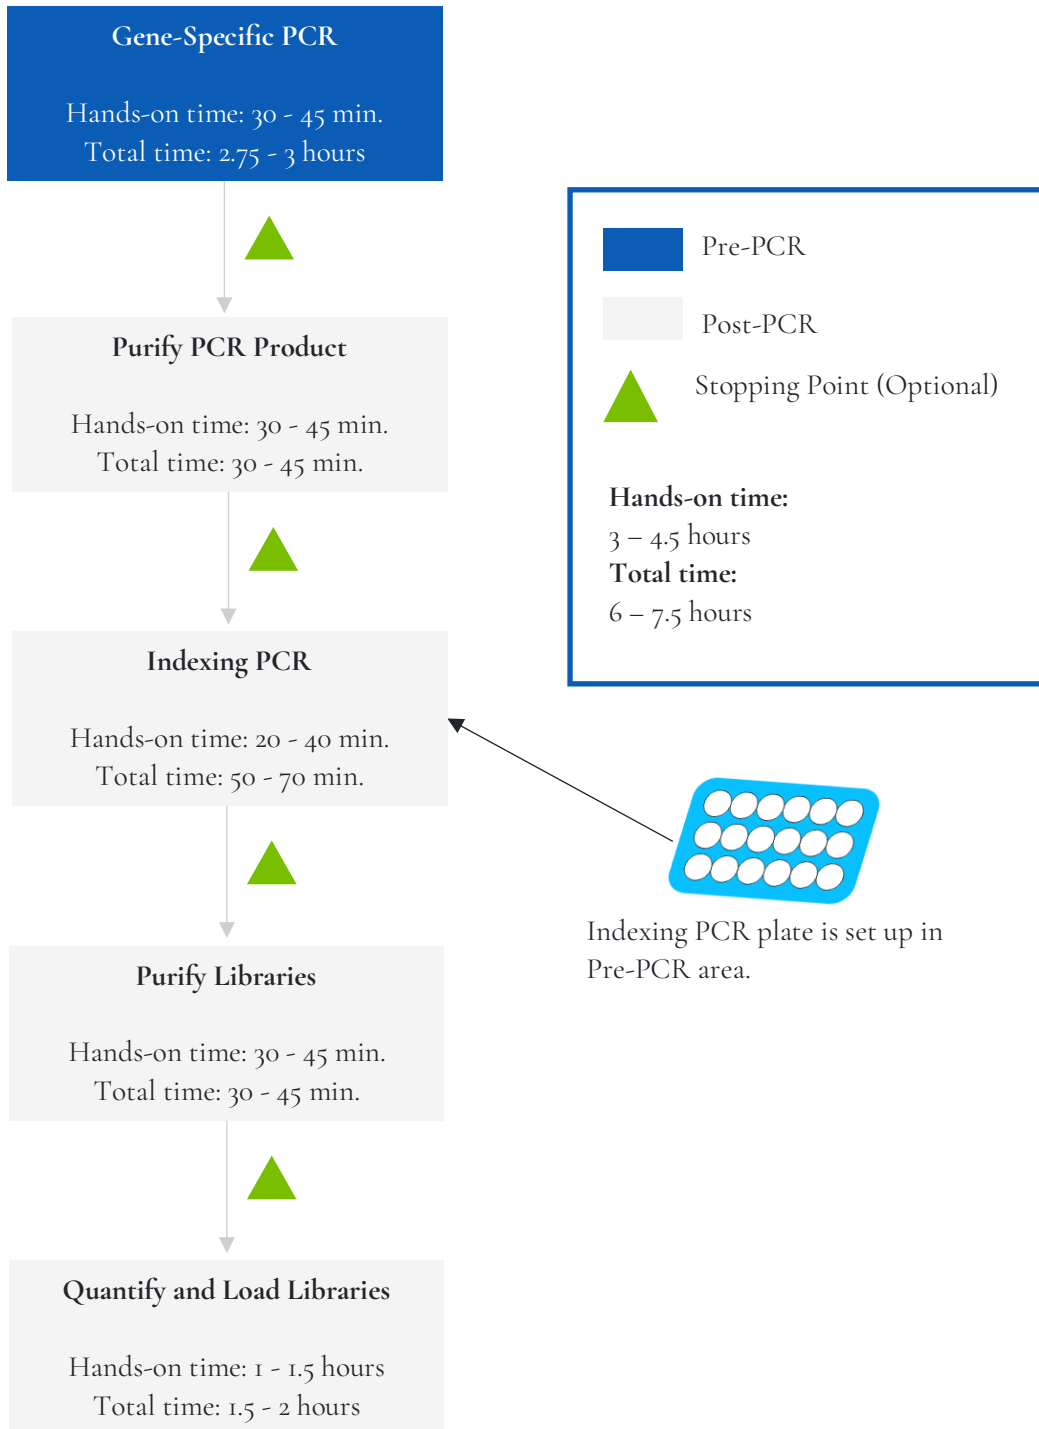 Gene-Specific PCR
Hands-on time: 30 - 45 min.
Total time: 2.75 - 3 hours
Purify PCR Product
Hands-on time: 30 - 45 min.
Total time: 30 - 45 min.
Indexing PCR
Hands-on time: 20 - 40 min.
Total time: 50 - 70 min.
Purify Libraries
Hands-on time: 30 - 45 min.
Total time: 30 - 45 min.
Quantify and Load Libraries
Hands-on time: 1 - 1.5 hours
Total time: 1.5 - 2 hours
Pre-PCR
Post-PCR
Stopping Point (Optional)
Hands-on time:
3 – 4.5 hours
Total time:
6 – 7.5 hours
Indexing PCR plate is set up in
Pre-PCR area.